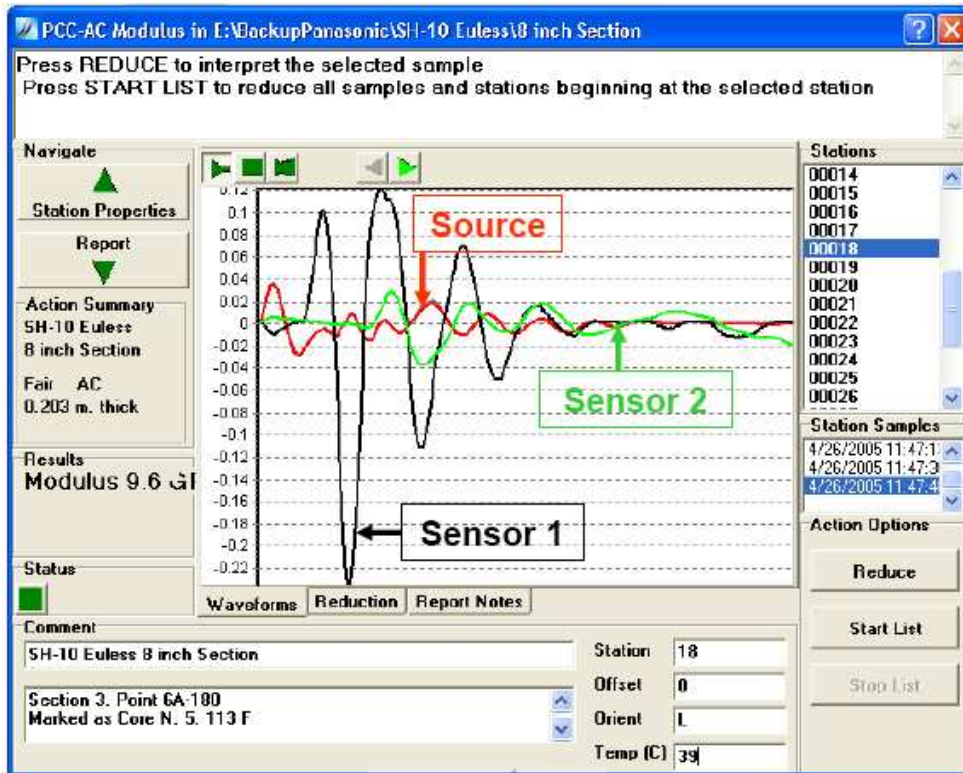 PCC-AC Modulus in E:\BackupPanasonic\SH-10 Euless\8 inch Section
Press REDUCE to interpret the selected sample
Press START LIST to reduce all samples and stations beginning at the selected station
Navigate
Station Properties
Report
Action Summary
SH-10 Euless
8 inch Section
Fair AC
0.203 m. thick
Results
Modulus 9.6
Status
0.12
0.1
0.08
0.06
0.04
0.02
0
-0.02
-0.04
-0.06
-0.08
-0.1
-0.12
-0.14
-0.16
-0.18
-0.2
-0.22
Source
Sensor 2
Sensor 1
Waveforms
Reduction
Report Notes
Stations
00014
00015
00016
00017
00018
00019
00020
00021
00022
00023
00024
00025
00026
Station Samples
4/26/2005 11:47:1
4/26/2005 11:47:3
4/26/2005 11:47:4
Action Options
Reduce
Start List
Stop List
Comment
SH-10 Euless 8 inch Section
Section 3. Point 6A-180
Marked as Core N. 5. 113 F
Station 18
Offset 0
Orient L
Temp (C) 39